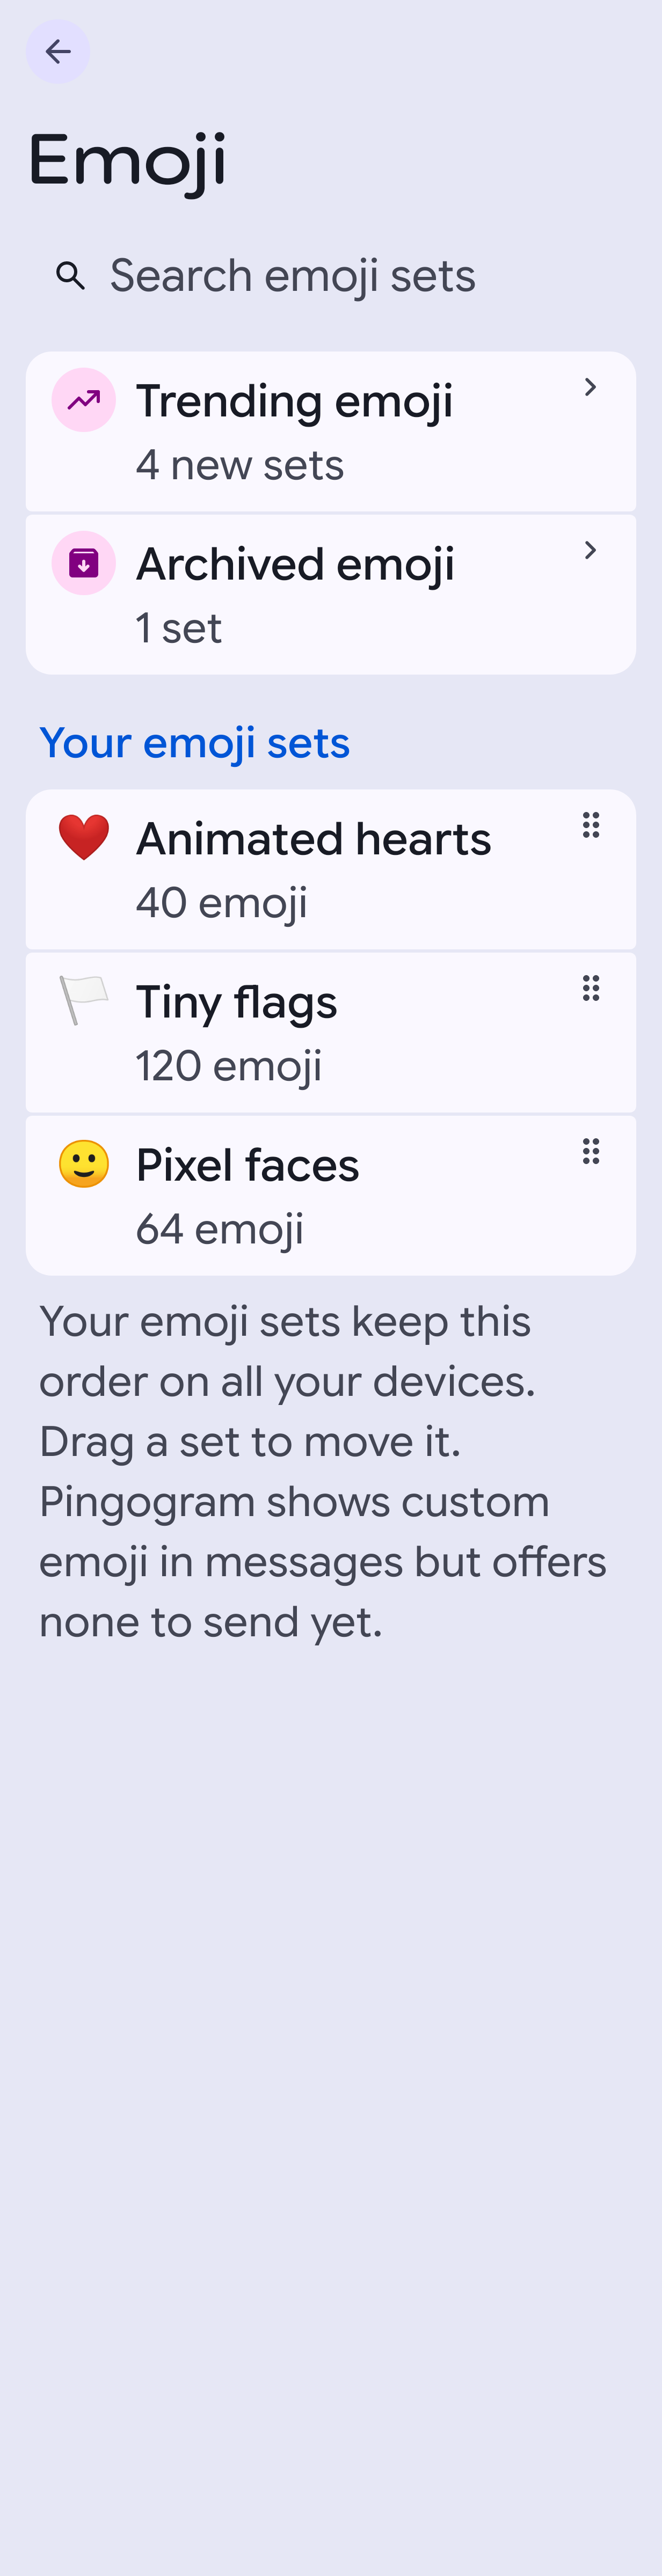 Emoji
Search emoji sets
Trending emoji
4 new sets
Archived emoji
1 set
Your emoji sets
Animated hearts
40 emoji
Tiny flags
120 emoji
Pixel faces
64 emoji
Your emoji sets keep this
order on all your devices.
Drag a set to move it.
Pingogram shows custom
emoji in messages but offers
none to send yet.